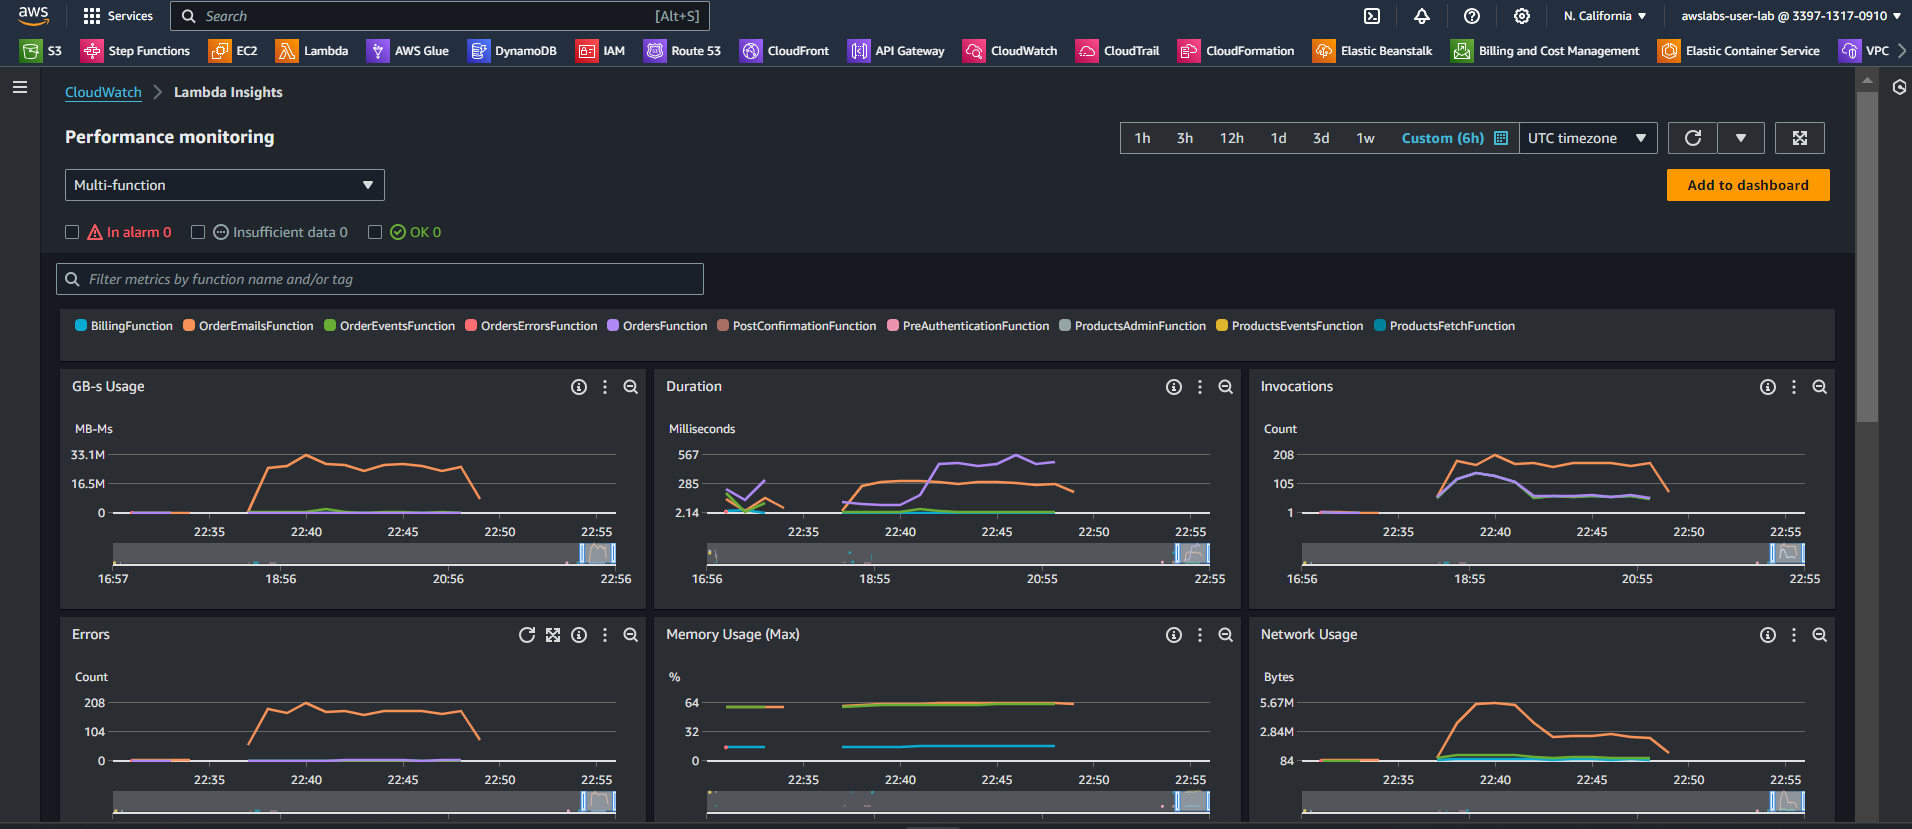 aws Services Search [Alt+S] N. California awslabs-user-lab @ 3397-1317-0910
S3 Step Functions EC2 Lambda AWS Glue DynamoDB IAM Route 53 CloudFront API Gateway CloudWatch CloudTrail CloudFormation Elastic Beanstalk Billing and Cost Management Elastic Container Service VPC
CloudWatch Lambda Insights
Performance monitoring
1h 3h 12h 1d 3d 1w Custom (6h) UTC timezone
Multi-function
Add to dashboard
In alarm 0 Insufficient data 0 OK 0
Filter metrics by function name and/or tag
BillingFunction OrderEmailsFunction OrderEventsFunction OrdersErrorsFunction OrdersFunction PostConfirmationFunction PreAuthenticationFunction ProductsAdminFunction ProductsEventsFunction ProductsFetchFunction
GB-s Usage
MB-Ms
33.1M
16.5M
0
22:35 22:40 22:45 22:50 22:55
16:57 18:56 20:56 22:56
Duration
Milliseconds
567
285
2.14
22:35 22:40 22:45 22:50 22:55
16:56 18:55 20:55 22:55
Invocations
Count
208
105
1
22:35 22:40 22:45 22:50 22:55
16:56 18:55 20:55 22:55
Errors
Count
208
104
0
22:35 22:40 22:45 22:50 22:55
Memory Usage (Max)
%
64
32
0
22:35 22:40 22:45 22:50 22:55
Network Usage
Bytes
5.67M
2.84M
84
22:35 22:40 22:45 22:50 22:55